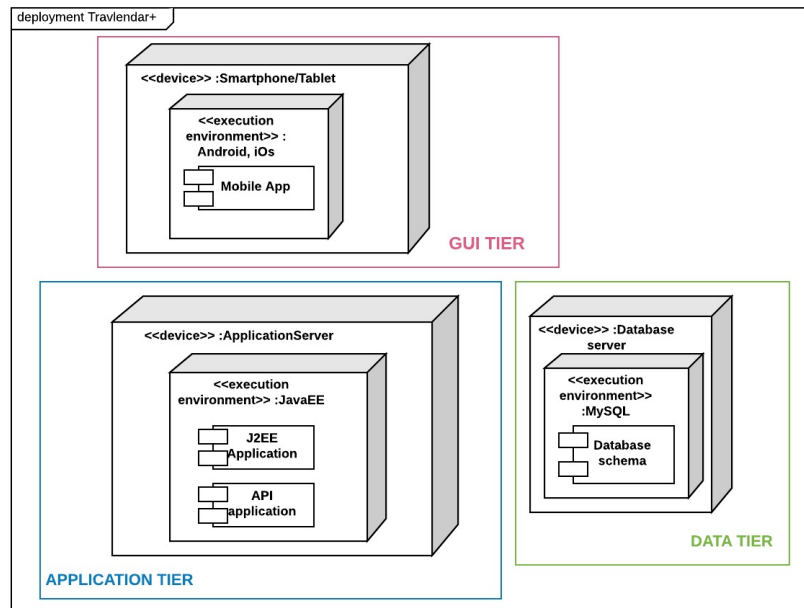 deployment Travlendar+
<<device>> :Smartphone/Tablet
<<execution
environment>> :
Android, iOs
Mobile App
GUI TIER
<<device>> :ApplicationServer
<<execution
environment>> :JavaEE
J2EE
Application
API
application
APPLICATION TIER
<<device>> :Database
server
<<execution
environment>>
:MySQL
Database
schema
DATA TIER